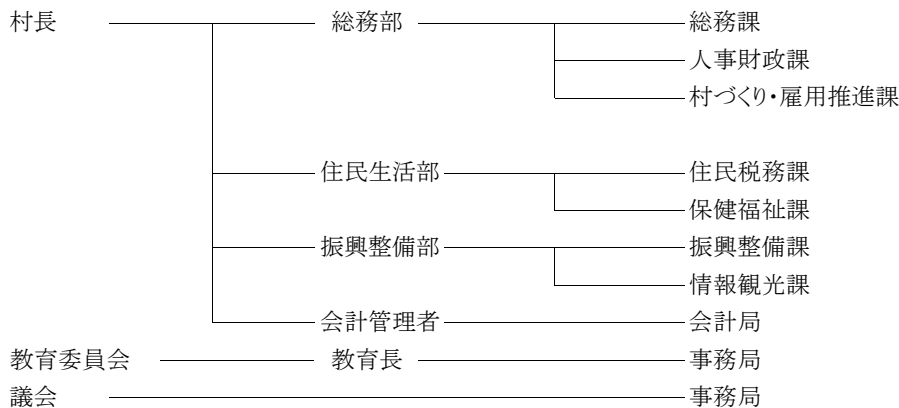 村長 総務部 総務課
人事財政課
村づくり・雇用推進課
住民生活部 住民税務課
保健福祉課
振興整備部 振興整備課
情報観光課
会計管理者 会計局
教育委員会 教育長 事務局
議会 事務局